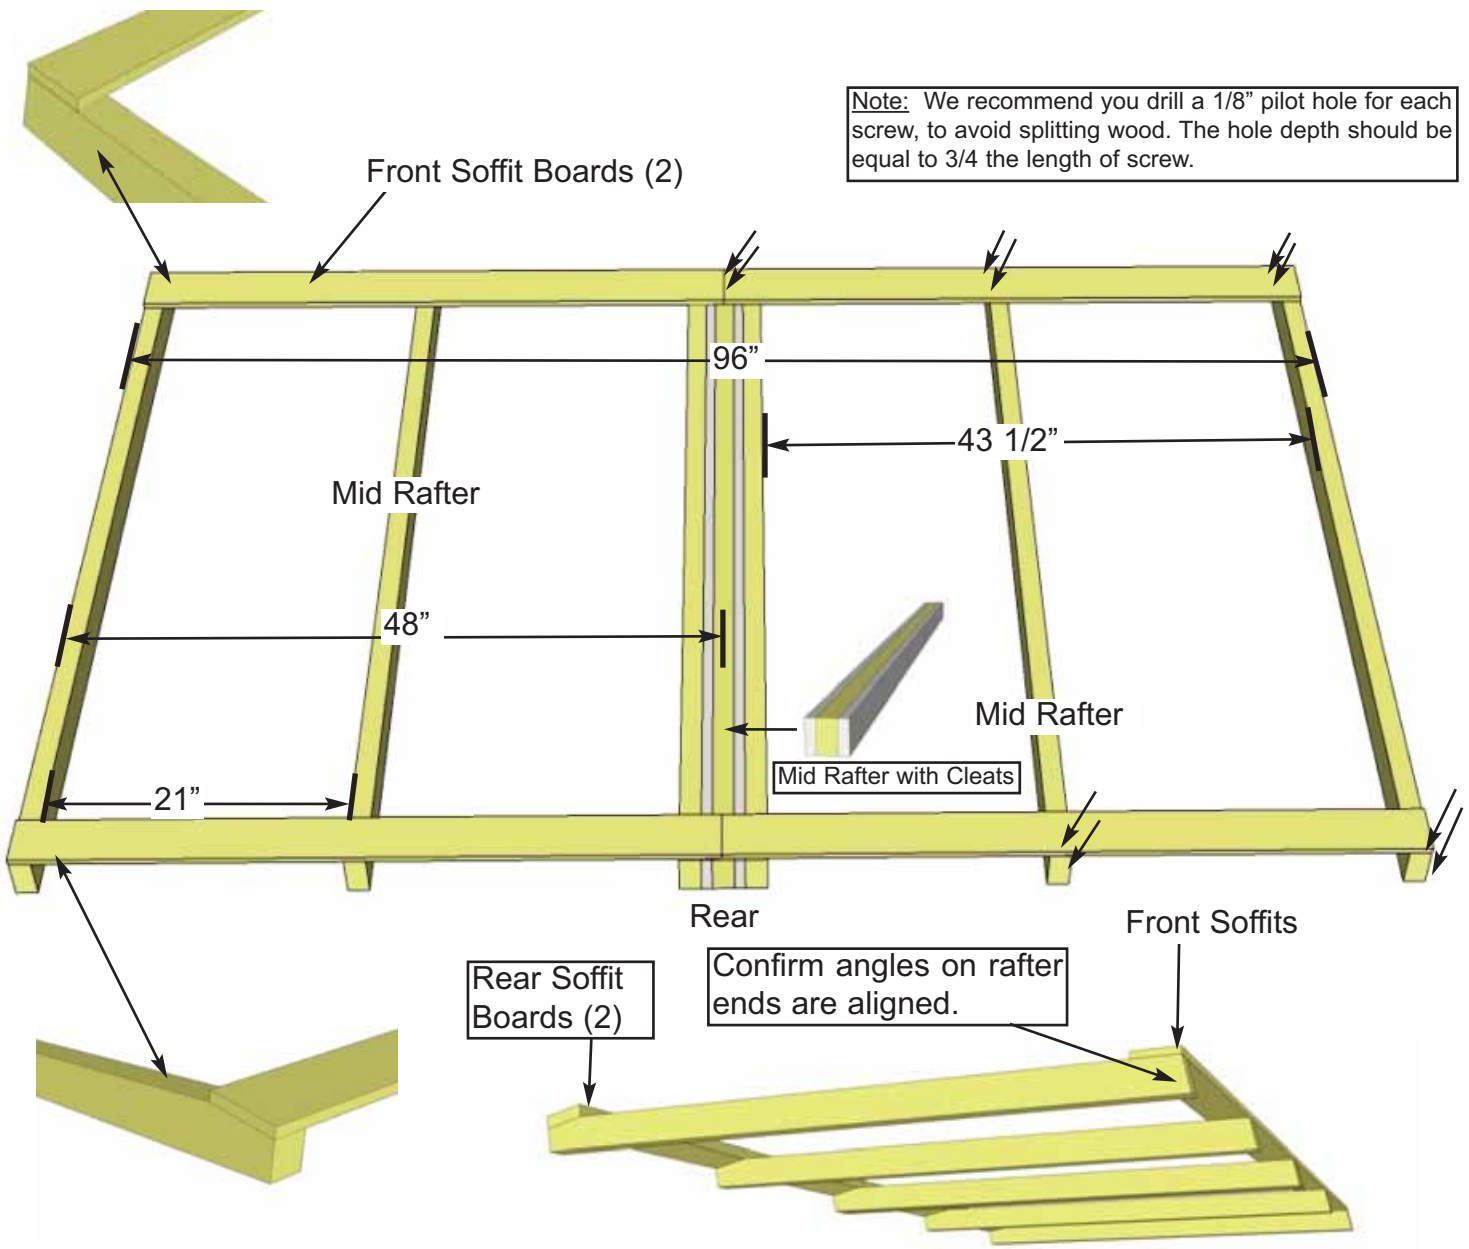 Note: We recommend you drill a 1/8” pilot hole for each
screw, to avoid splitting wood. The hole depth should be
equal to 3/4 the length of screw.
Front Soffit Boards (2)
96”
43 1/2”
Mid Rafter
48”
Mid Rafter
Mid Rafter with Cleats
21”
Rear
Front Soffits
Rear Soffit
Boards (2)
Confirm angles on rafter
ends are aligned.